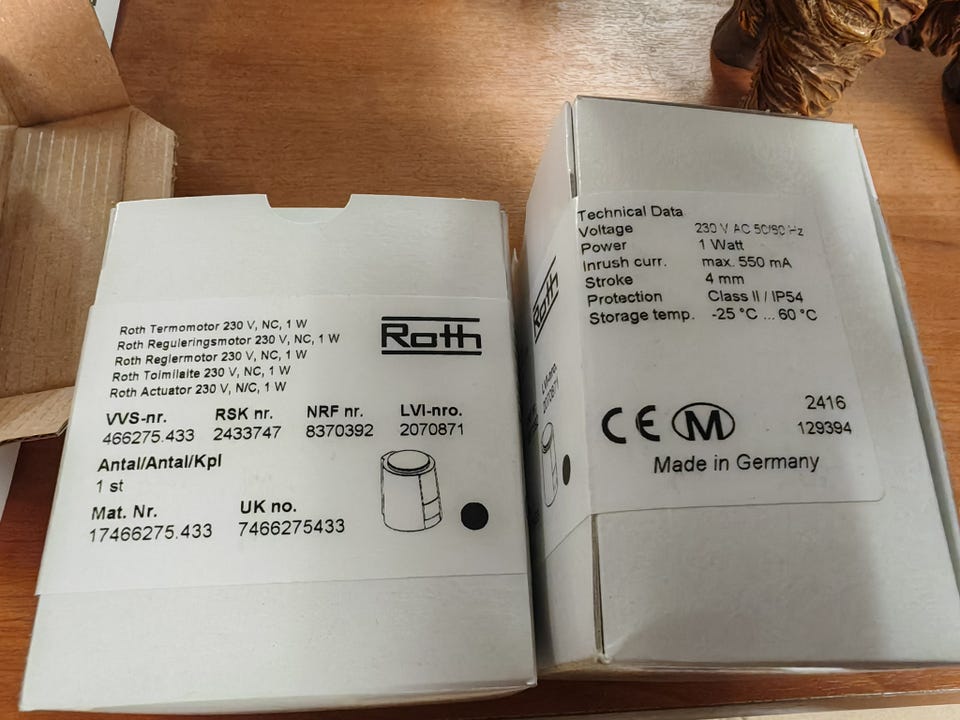 Roth Termomotor 230 V, NC, 1 W
Roth Reguleringsmotor 230 V, NC, 1 W
Roth Reglermotor 230 V, NC, 1 W
Roth Toimilaite 230 V, NC, 1 W
Roth Actuator 230 V, N/C, 1 W
Roth
VVS-nr. RSK nr. NRF nr. LVI-nro.
466275.433 2433747 8370392 2070871
Antal/Antal/Kpl
1 st
Mat. Nr. UK no.
17466275.433 7466275433
Roth
LVI-nro.
2070871
Technical Data
Voltage 230 V AC 50/60 Hz
Power 1 Watt
Inrush curr. max. 550 mA
Stroke 4 mm
Protection Class II / IP54
Storage temp. -25 °C ... 60 °C
CE M 2416
129394
Made in Germany